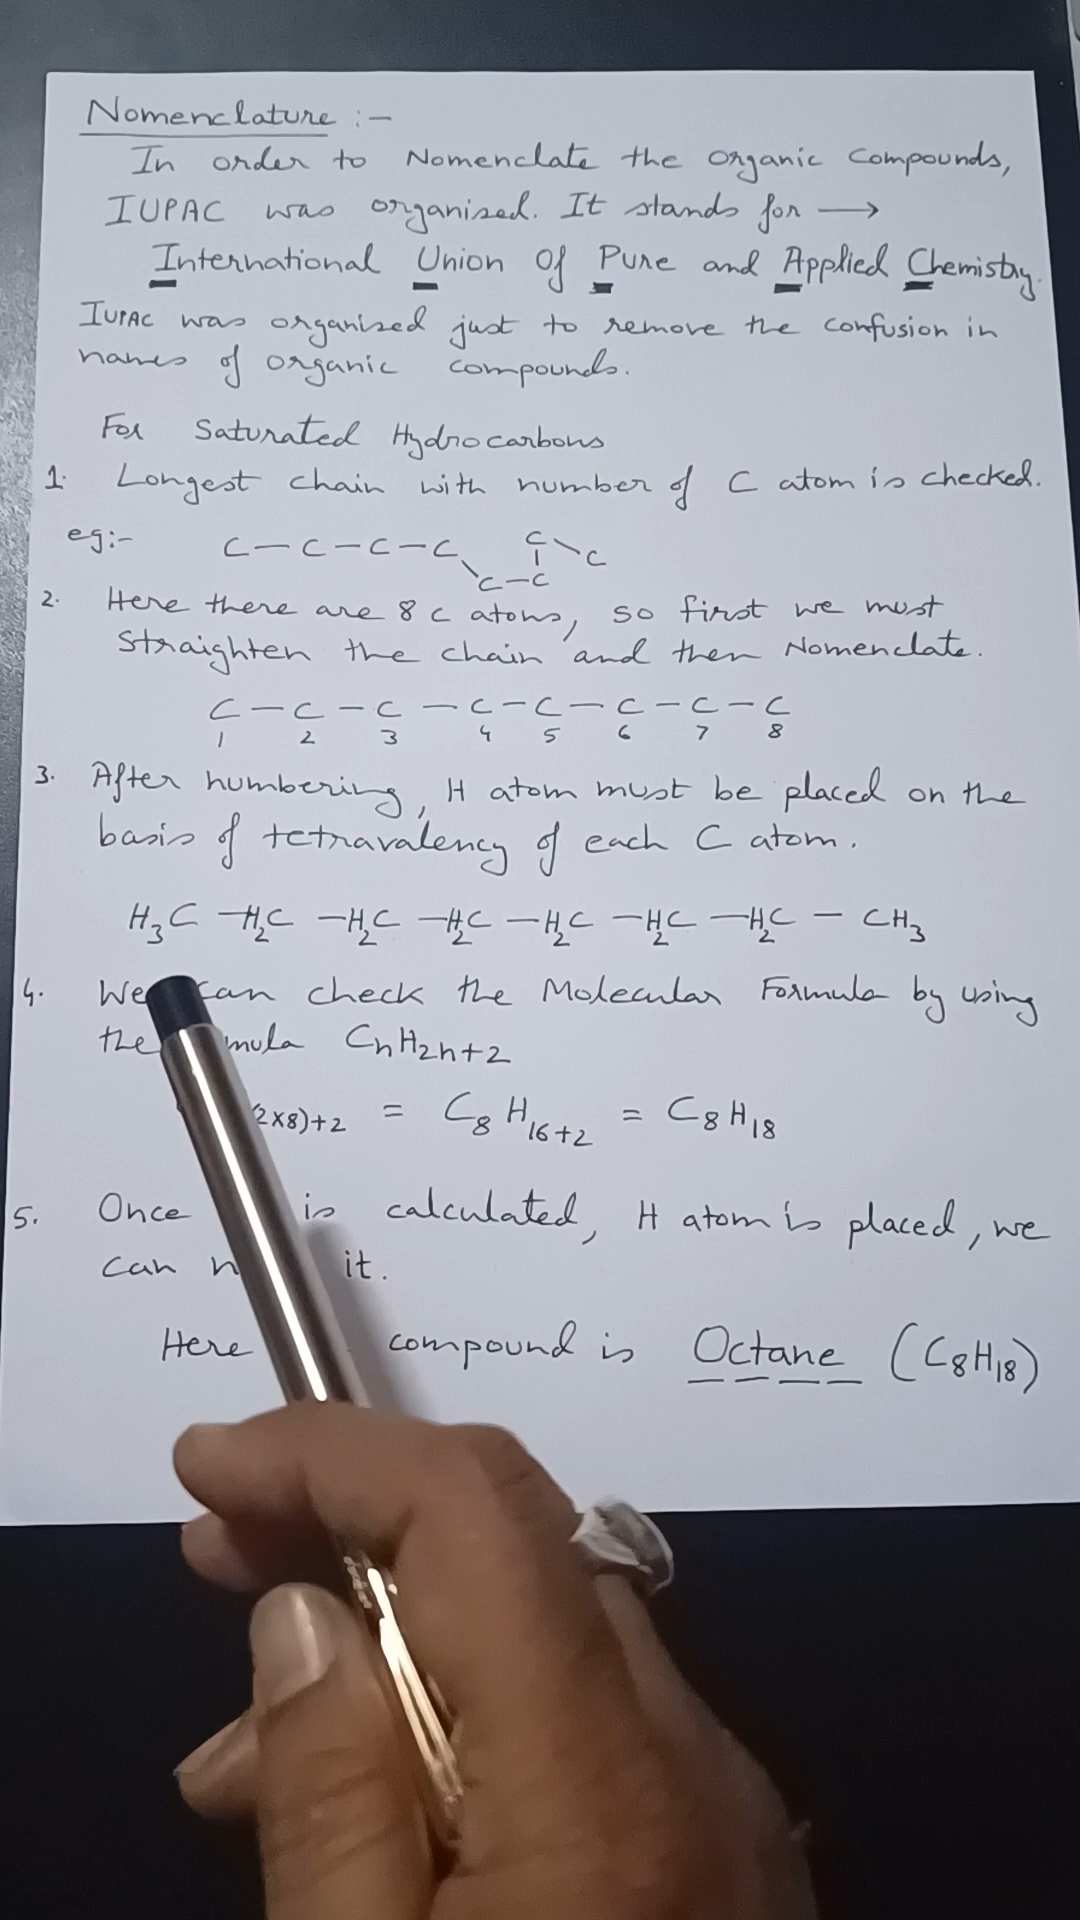 Nomenclature :-
In order to Nomenclate the organic compounds,
IUPAC was organised. It stands for →
International Union Of Pure and Applied Chemistry.
IUPAC was organised just to remove the confusion in
names of organic compounds.
For Saturated Hydrocarbons
1. Longest chain with number of C atom is checked.
eg:- C-C-C-C C\C
\C-C
2. Here there are 8 C atoms, so first we must
straighten the chain and then Nomenclate.
C-C-C-C-C-C-C-C
1 2 3 4 5 6 7 8
3. After numbering, H atom must be placed on the
basis of tetravalency of each C atom.
H₃C-H₂C-H₂C-H₂C-H₂C-H₂C-H₂C-CH₃
4. We can check the Molecular Formula by using
the mula CnH2n+2
(2x8)+2 = C₈H₁₆₊₂ = C₈H₁₈
5. Once is calculated, H atom is placed, we
can it.
Here compound is Octane (C₈H₁₈)